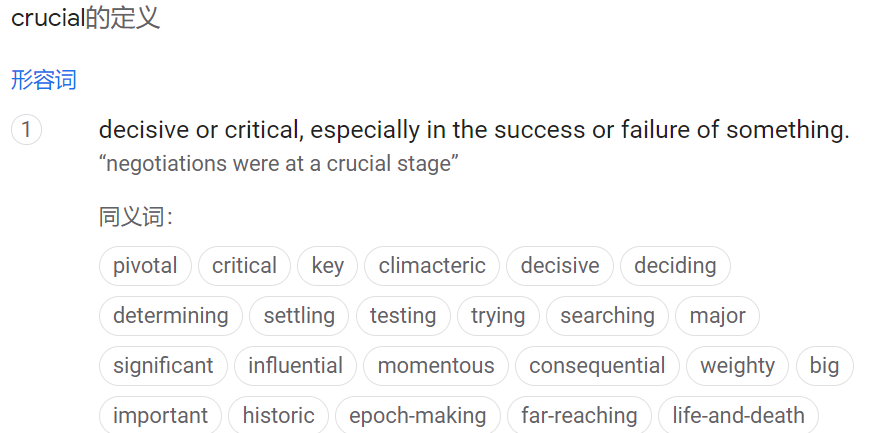 crucial的定义
形容词
1 decisive or critical, especially in the success or failure of something.
“negotiations were at a crucial stage”
同义词：
pivotal critical key climacteric decisive deciding
determining settling testing trying searching major
significant influential momentous consequential weighty big
important historic epoch-making far-reaching life-and-death